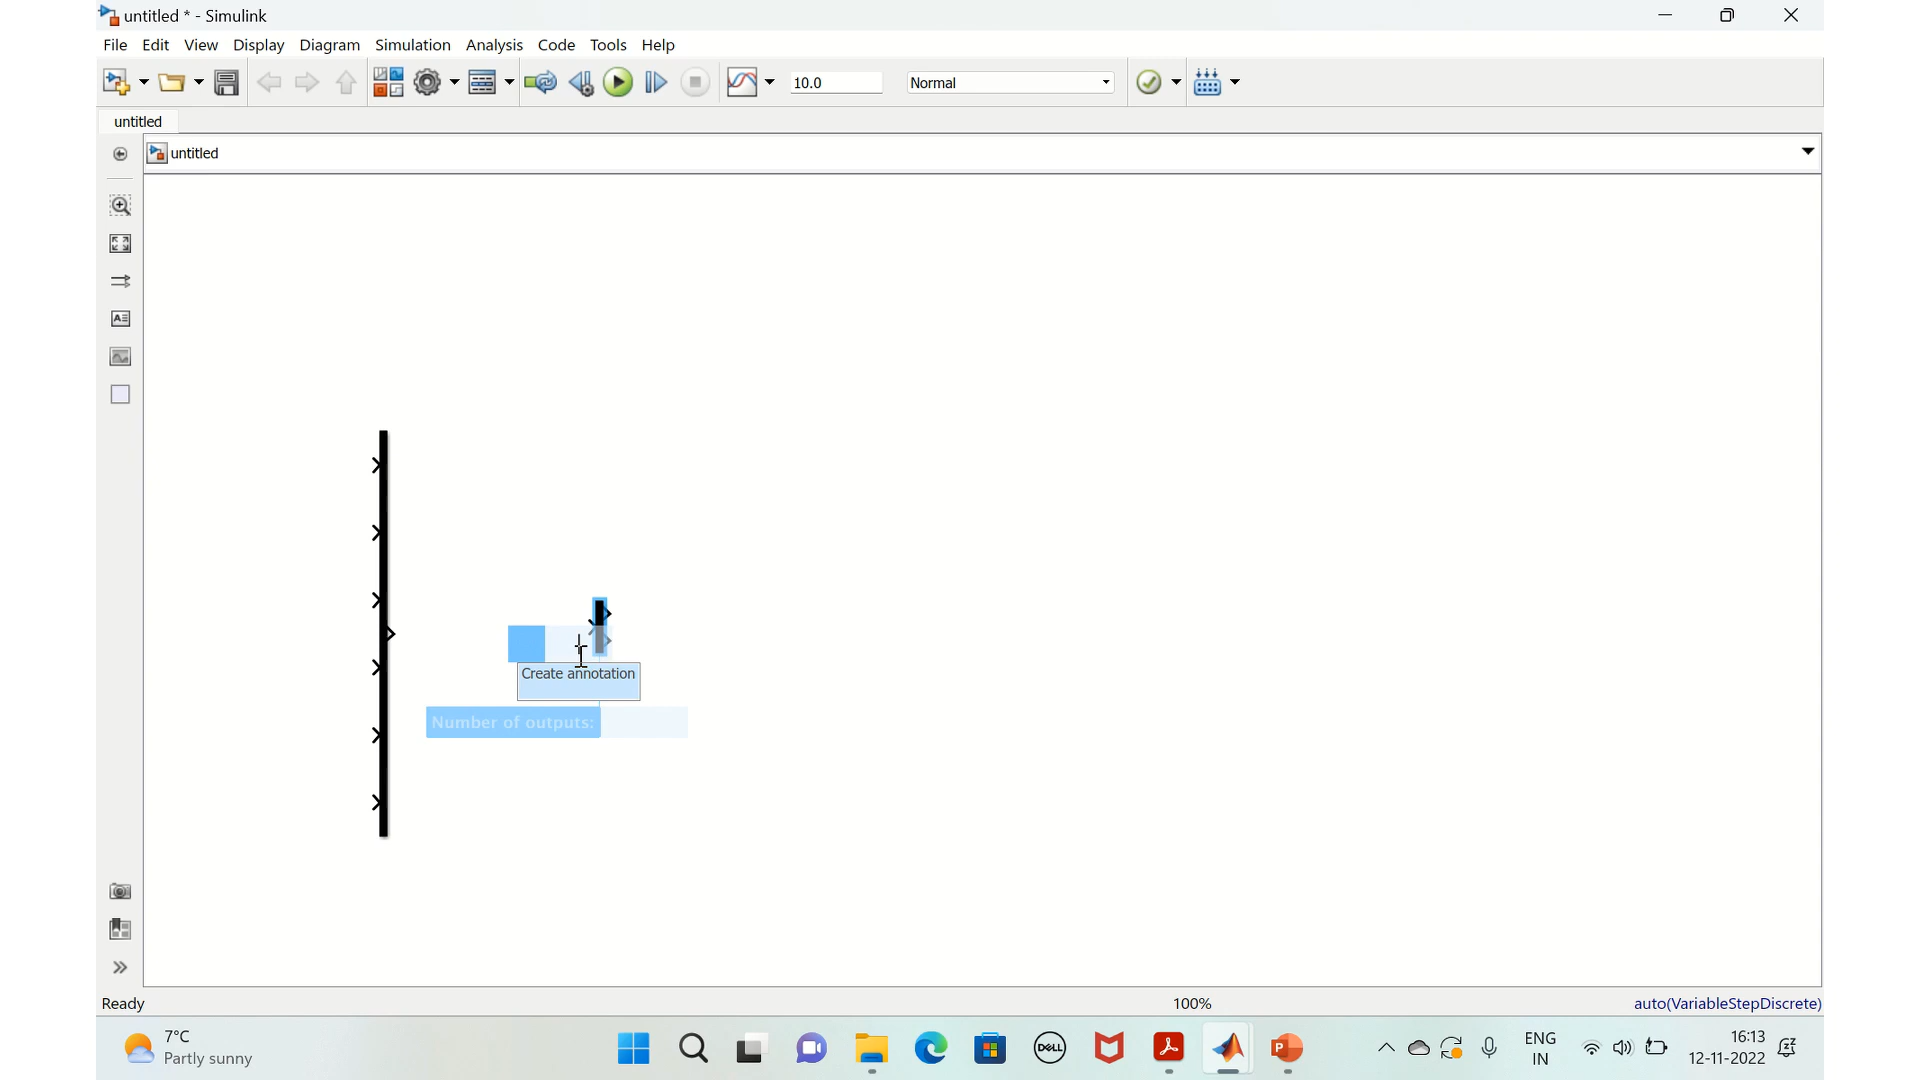 untitled * - Simulink
File Edit View Display Diagram Simulation Analysis Code Tools Help
10.0 Normal
untitled
untitled
Create annotation
Number of outputs:
Ready 100% auto(VariableStepDiscrete)
7°C
Partly sunny
DELL
ENG
IN
16:13
12-11-2022